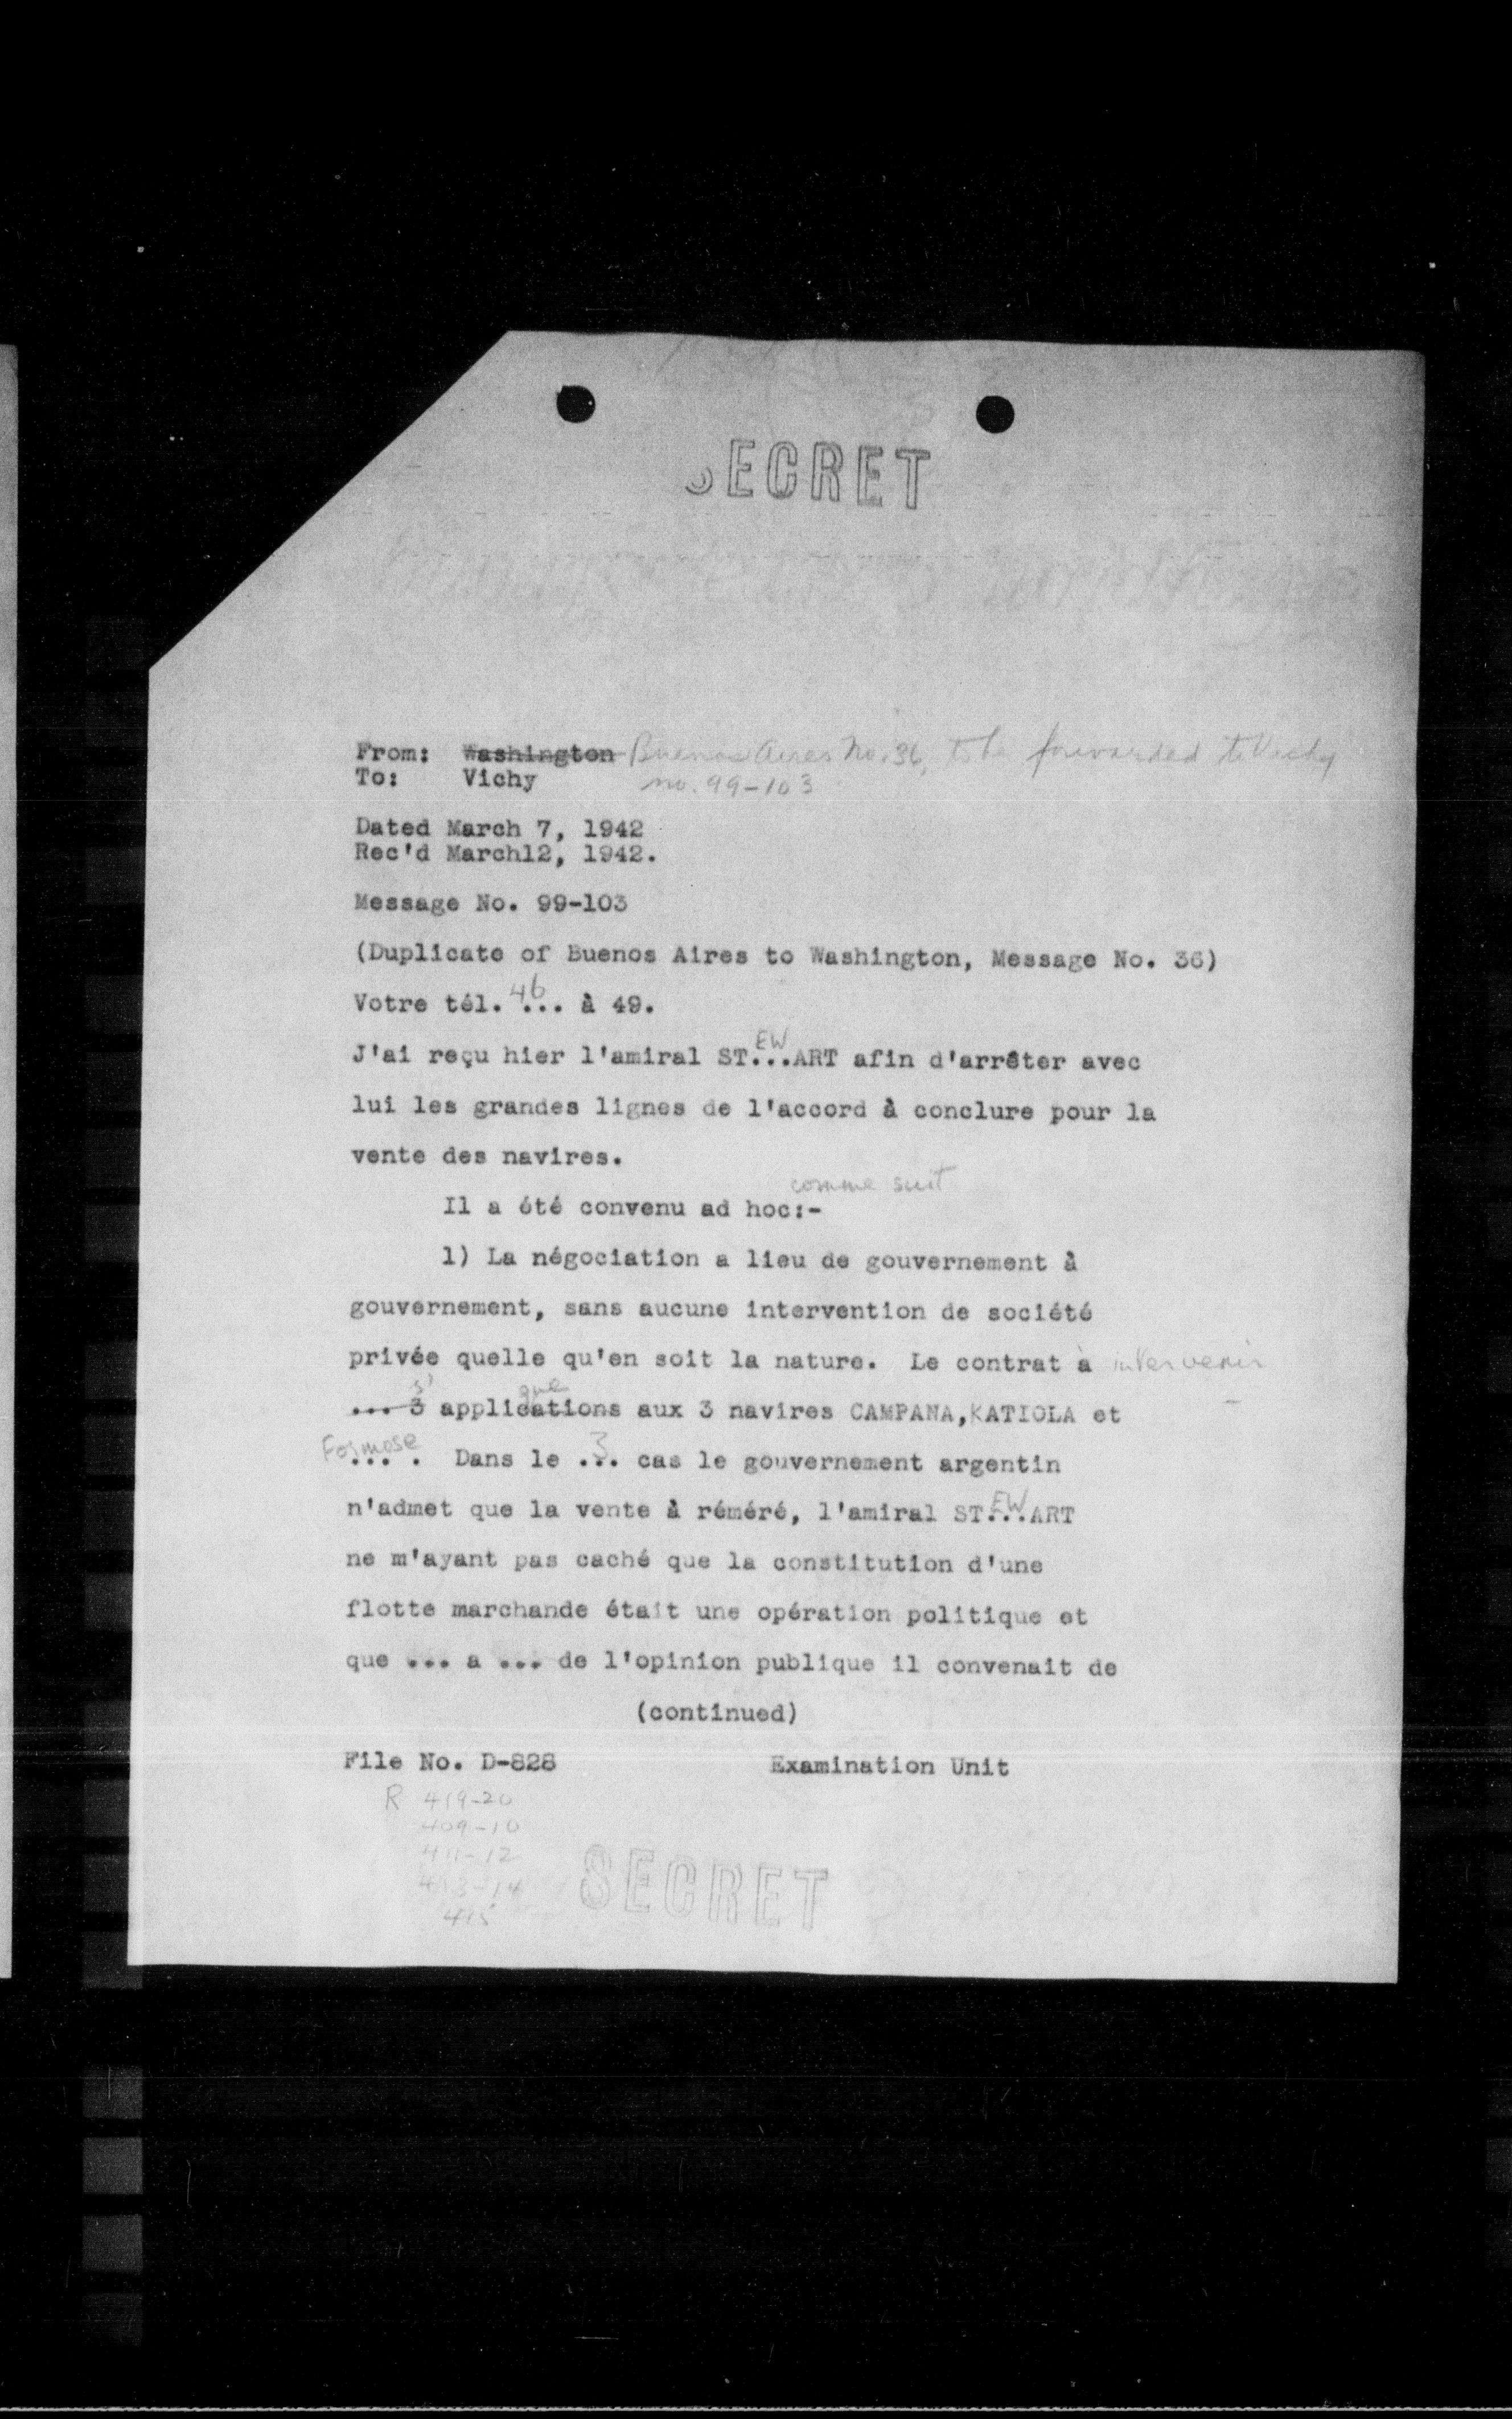 SECRET
From: Washington Buenos Aires No. 36, to be forwarded to Vichy
To: Vichy no. 99-103
Dated March 7, 1942
Rec'd March12, 1942.
Message No. 99-103
(Duplicate of Buenos Aires to Washington, Message No. 36)
46
Votre tél. ... à 49.
EW
J'ai reçu hier l'amiral ST...ART afin d'arrêter avec
lui les grandes lignes de l'accord à conclure pour la
vente des navires.
comme suit
Il a été convenu ad hoc:-
1) La négociation a lieu de gouvernement à
gouvernement, sans aucune intervention de société
privée quelle qu'en soit la nature. Le contrat à intervenir
s' que
... 3 applications aux 3 navires CAMPANA, KATIOLA et
Formose 3
... . Dans le ... cas le gouvernement argentin
EW
n'admet que la vente à réméré, l'amiral ST...ART
ne m'ayant pas caché que la constitution d'une
flotte marchande était une opération politique et
que ... a ... de l'opinion publique il convenait de
(continued)
File No. D-828 Examination Unit
R 419-20
409-10
411-12
413-14
415
SECRET